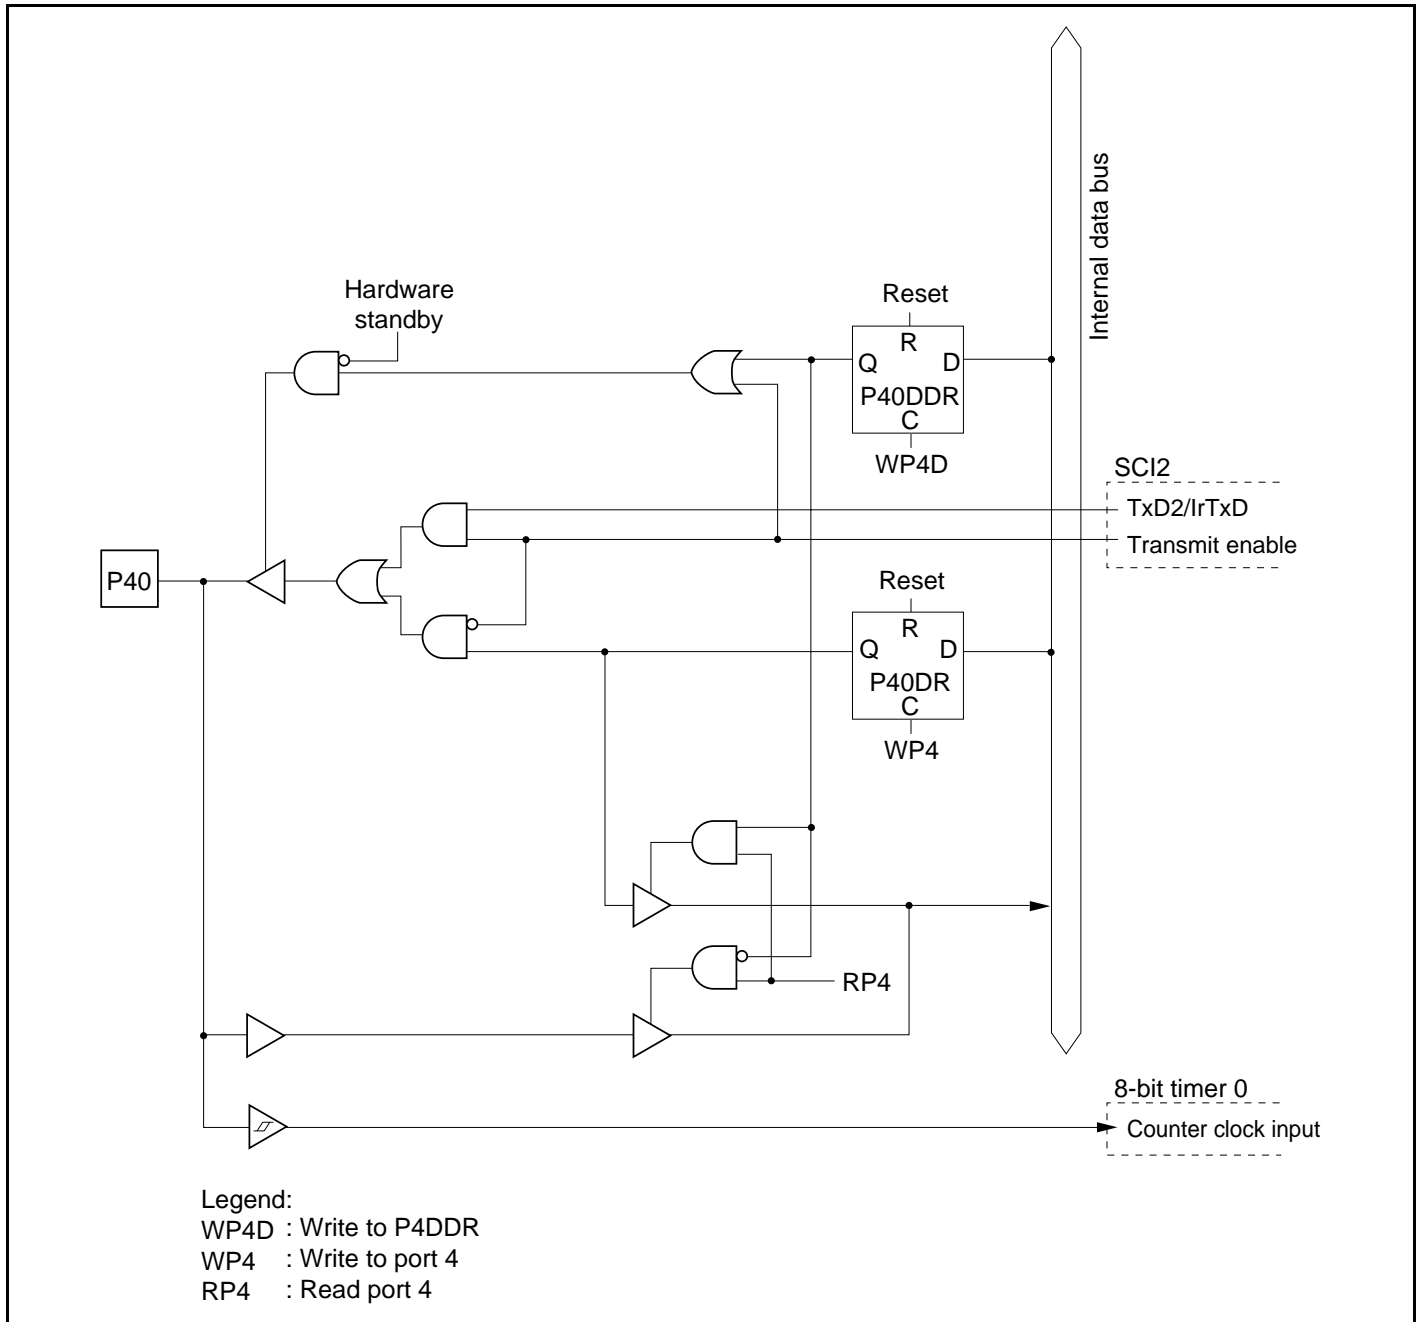 Internal data bus
Hardware
standby
Reset
R
Q
D
P40DDR
C
WP4D
SCI2
TxD2/IrTxD
Transmit enable
P40
Reset
R
Q
D
P40DR
C
WP4
RP4
8-bit timer 0
Counter clock input
Legend:
WP4D : Write to P4DDR
WP4 : Write to port 4
RP4 : Read port 4